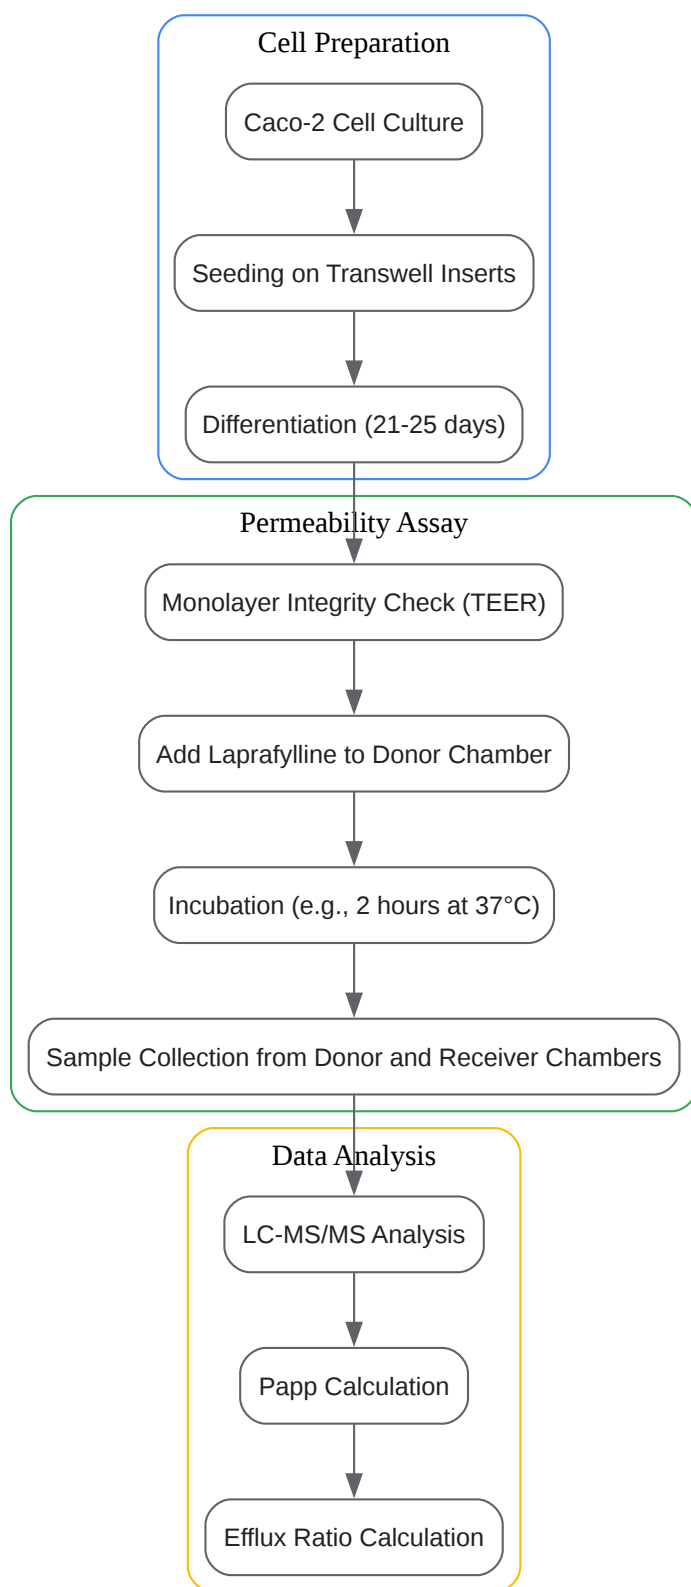 Cell Preparation
Caco-2 Cell Culture
Seeding on Transwell Inserts
Differentiation (21-25 days)
Permeability Assay
Monolayer Integrity Check (TEER)
Add Laprafylline to Donor Chamber
Incubation (e.g., 2 hours at 37°C)
Sample Collection from Donor and Receiver Chambers
Data Analysis
LC-MS/MS Analysis
Papp Calculation
Efflux Ratio Calculation